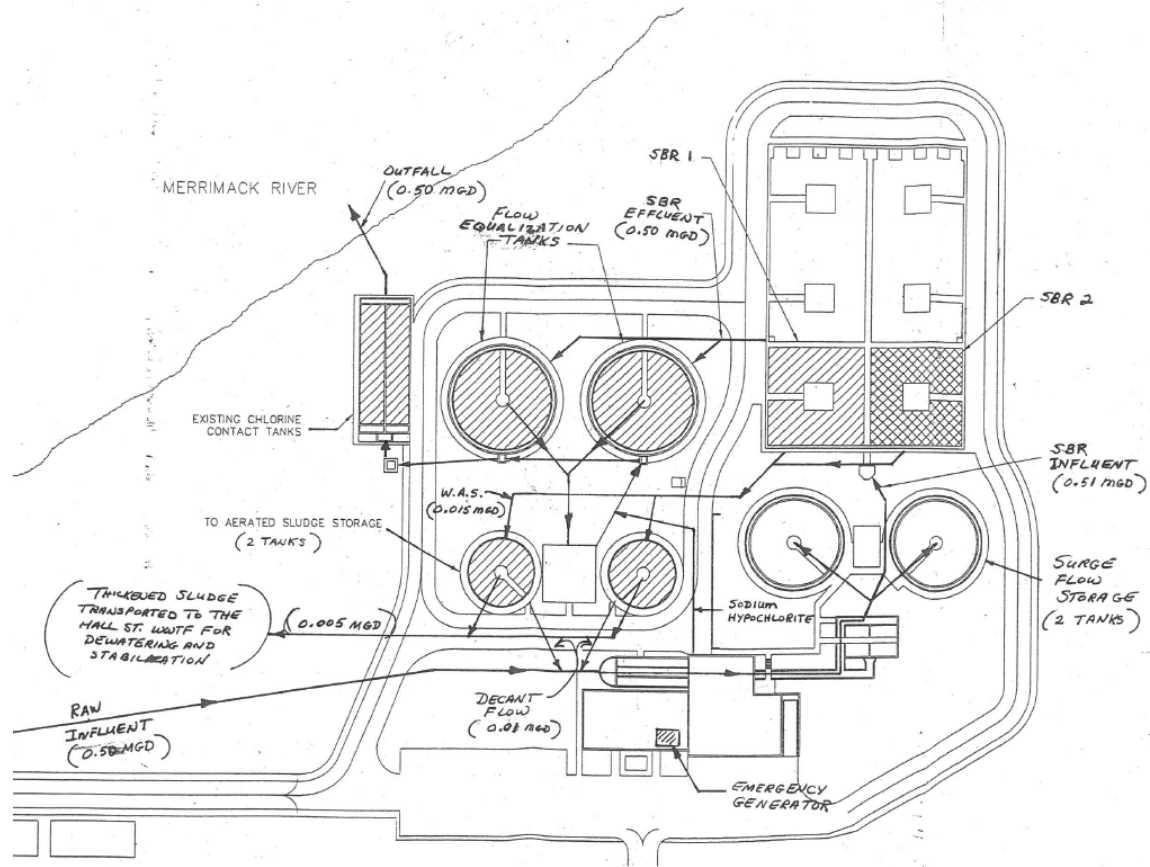 SBR 1
OUTFALL
(0.50 MGD)
MERRIMACK RIVER
FLOW
EQUALIZATION
TANKS
SBR
EFFLUENT
(0.50 MGD)
SBR 2
EXISTING CHLORINE
CONTACT TANKS
SBR
INFLUENT
(0.51 MGD)
W.A.S.
(0.015 MGD)
TO AERATED SLUDGE STORAGE
(2 TANKS)
SURGE
FLOW
STORAGE
(2 TANKS)
THICKENED SLUDGE
TRANSPORTED TO THE
HALL ST. WWTF FOR
DEWATERING AND
STABILIZATION
(0.005 MGD)
SODIUM
HYPOCHLORITE
RAW
INFLUENT
(0.50 MGD)
DECANT
FLOW
(0.01 MGD)
EMERGENCY
GENERATOR